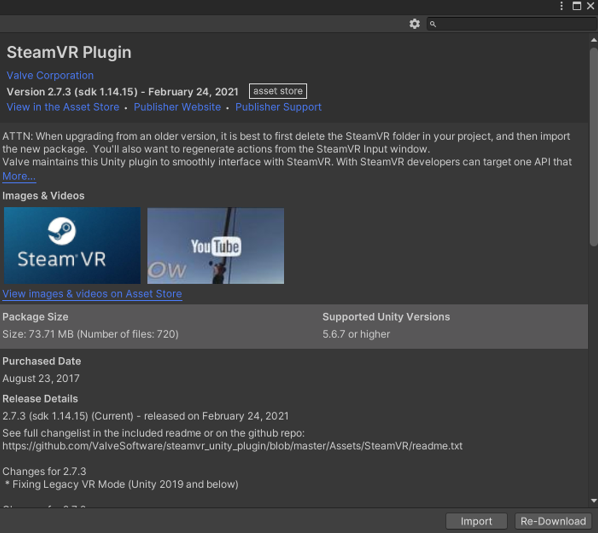 SteamVR Plugin
Valve Corporation
Version 2.7.3 (sdk 1.14.15) - February 24, 2021 asset store
View in the Asset Store • Publisher Website • Publisher Support
ATTN: When upgrading from an older version, it is best to first delete the SteamVR folder in your project, and then import
the new package. You'll also want to regenerate actions from the SteamVR Input window.
Valve maintains this Unity plugin to smoothly interface with SteamVR. With SteamVR developers can target one API that
More...
Images & Videos
STEAM VR
YouTube
Ow
View images & videos on Asset Store
Package Size Supported Unity Versions
Size: 73.71 MB (Number of files: 720) 5.6.7 or higher
Purchased Date
August 23, 2017
Release Details
2.7.3 (sdk 1.14.15) (Current) - released on February 24, 2021
See full changelist in the included readme or on the github repo:
https://github.com/ValveSoftware/steamvr_unity_plugin/blob/master/Assets/SteamVR/readme.txt
Changes for 2.7.3
* Fixing Legacy VR Mode (Unity 2019 and below)
Import Re-Download